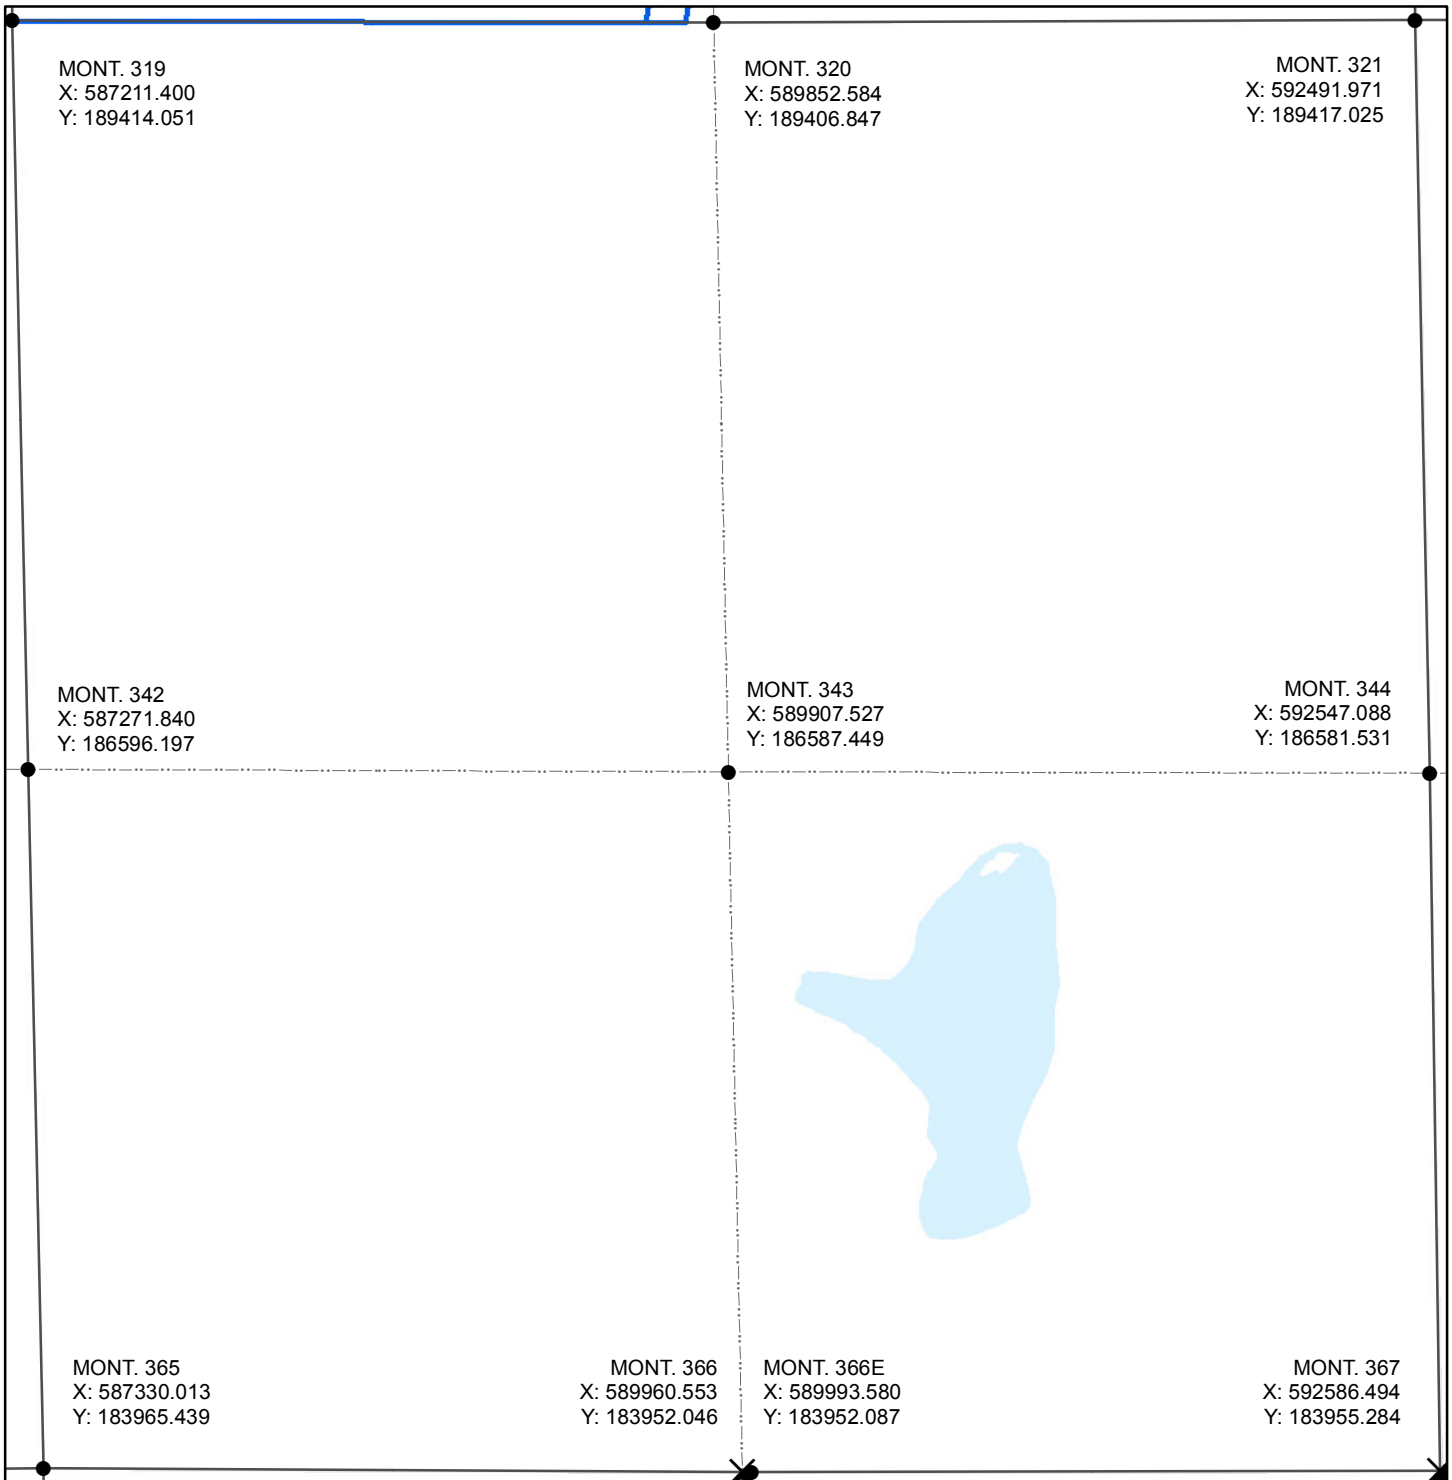 MONT. 319
X: 587211.400
Y: 189414.051
MONT. 320
X: 589852.584
Y: 189406.847
MONT. 321
X: 592491.971
Y: 189417.025
MONT. 342
X: 587271.840
Y: 186596.197
MONT. 343
X: 589907.527
Y: 186587.449
MONT. 344
X: 592547.088
Y: 186581.531
MONT. 365
X: 587330.013
Y: 183965.439
MONT. 366
X: 589960.553
Y: 183952.046
MONT. 366E
X: 589993.580
Y: 183952.087
MONT. 367
X: 592586.494
Y: 183955.284